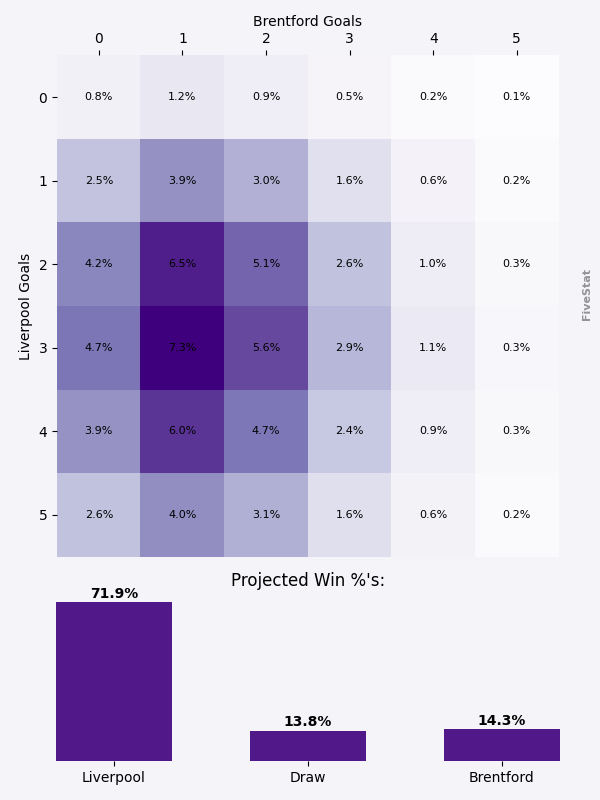 Brentford Goals
0 1 2 3 4 5
0 0.8% 1.2% 0.9% 0.5% 0.2% 0.1%
1 2.5% 3.9% 3.0% 1.6% 0.6% 0.2%
2 4.2% 6.5% 5.1% 2.6% 1.0% 0.3%
3 4.7% 7.3% 5.6% 2.9% 1.1% 0.3%
4 3.9% 6.0% 4.7% 2.4% 0.9% 0.3%
5 2.6% 4.0% 3.1% 1.6% 0.6% 0.2%
Liverpool Goals
FiveStat
Projected Win %'s:
71.9% 13.8% 14.3%
Liverpool Draw Brentford